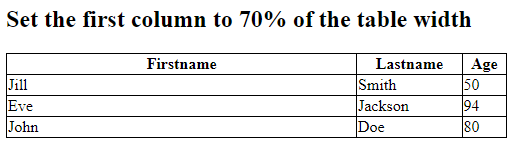 Set the first column to 70% of the table width
Firstname Lastname Age
Jill Smith 50
Eve Jackson 94
John Doe 80